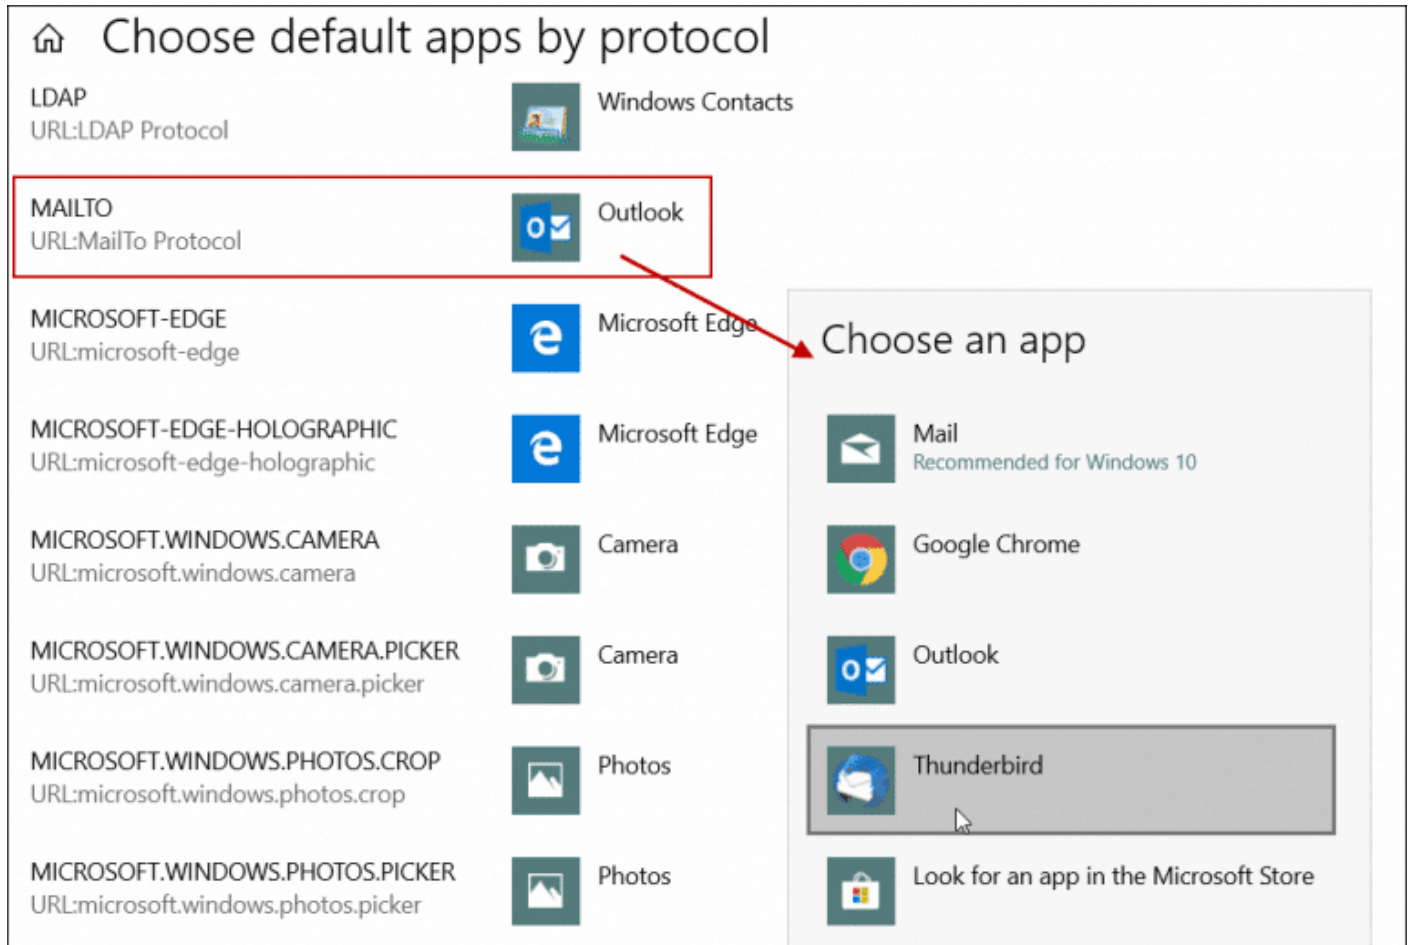 Choose default apps by protocol
LDAP
URL:LDAP Protocol
Windows Contacts
MAILTO
URL:MailTo Protocol
Outlook
MICROSOFT-EDGE
URL:microsoft-edge
Microsoft Edge
MICROSOFT-EDGE-HOLOGRAPHIC
URL:microsoft-edge-holographic
Microsoft Edge
MICROSOFT.WINDOWS.CAMERA
URL:microsoft.windows.camera
Camera
MICROSOFT.WINDOWS.CAMERA.PICKER
URL:microsoft.windows.camera.picker
Camera
MICROSOFT.WINDOWS.PHOTOS.CROP
URL:microsoft.windows.photos.crop
Photos
MICROSOFT.WINDOWS.PHOTOS.PICKER
URL:microsoft.windows.photos.picker
Photos
Choose an app
Mail
Recommended for Windows 10
Google Chrome
Outlook
Thunderbird
Look for an app in the Microsoft Store